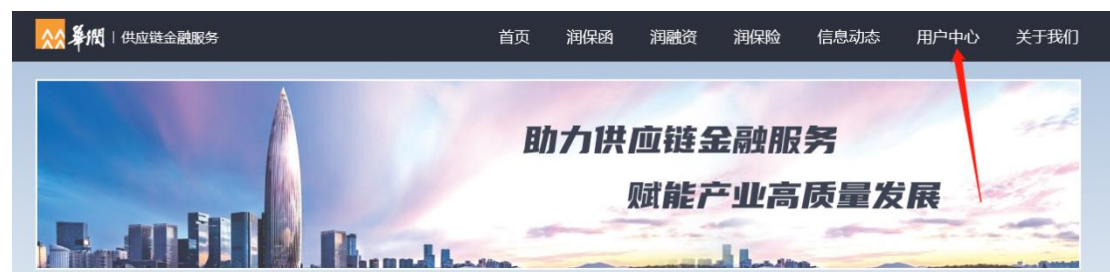 華潤 | 供应链金融服务
首页 润保函 润融资 润保险 信息动态 用户中心 关于我们
助力供应链金融服务
赋能产业高质量发展